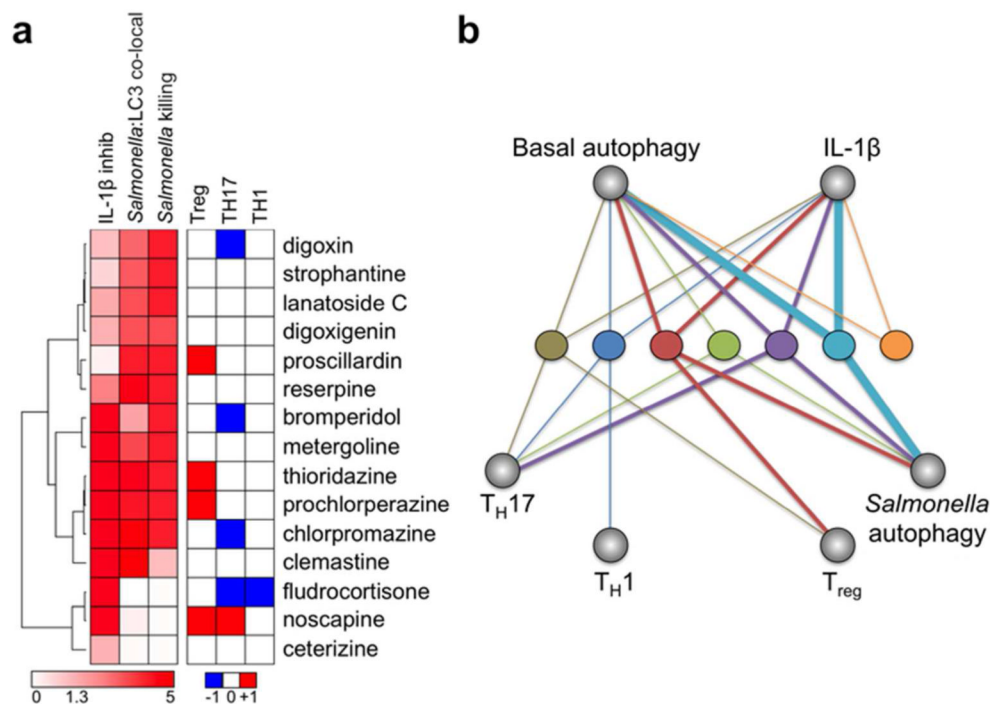 a
b
IL-1β inhib
Salmonella:LC3 co-local
Salmonella killing
Treg
TH17
TH1
digoxin
strophantine
lanatoside C
digoxigenin
proscillardin
reserpine
bromperidol
metergoline
thioridazine
prochlorperazine
chlorpromazine
clemastine
fludrocortisone
noscapine
ceterizine
0 1.3 5
-1 0 +1
Basal autophagy
IL-1β
TH17
Salmonella
autophagy
TH1
Treg